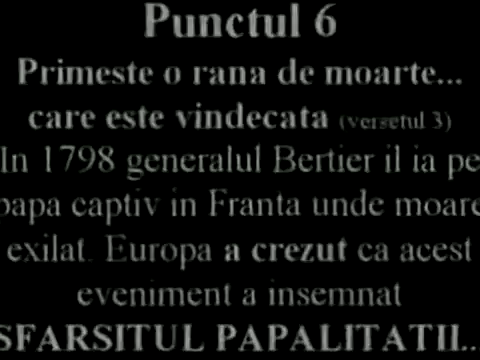 Punctul 6
Primeste o rana de moarte...
care este vindecata (versetul 3)
In 1798 generalul Bertier il ia pe
papa captiv in Franta unde moare
exilat. Europa a crezut ca acest
eveniment a insemnat
SFARSITUL PAPALITATII...